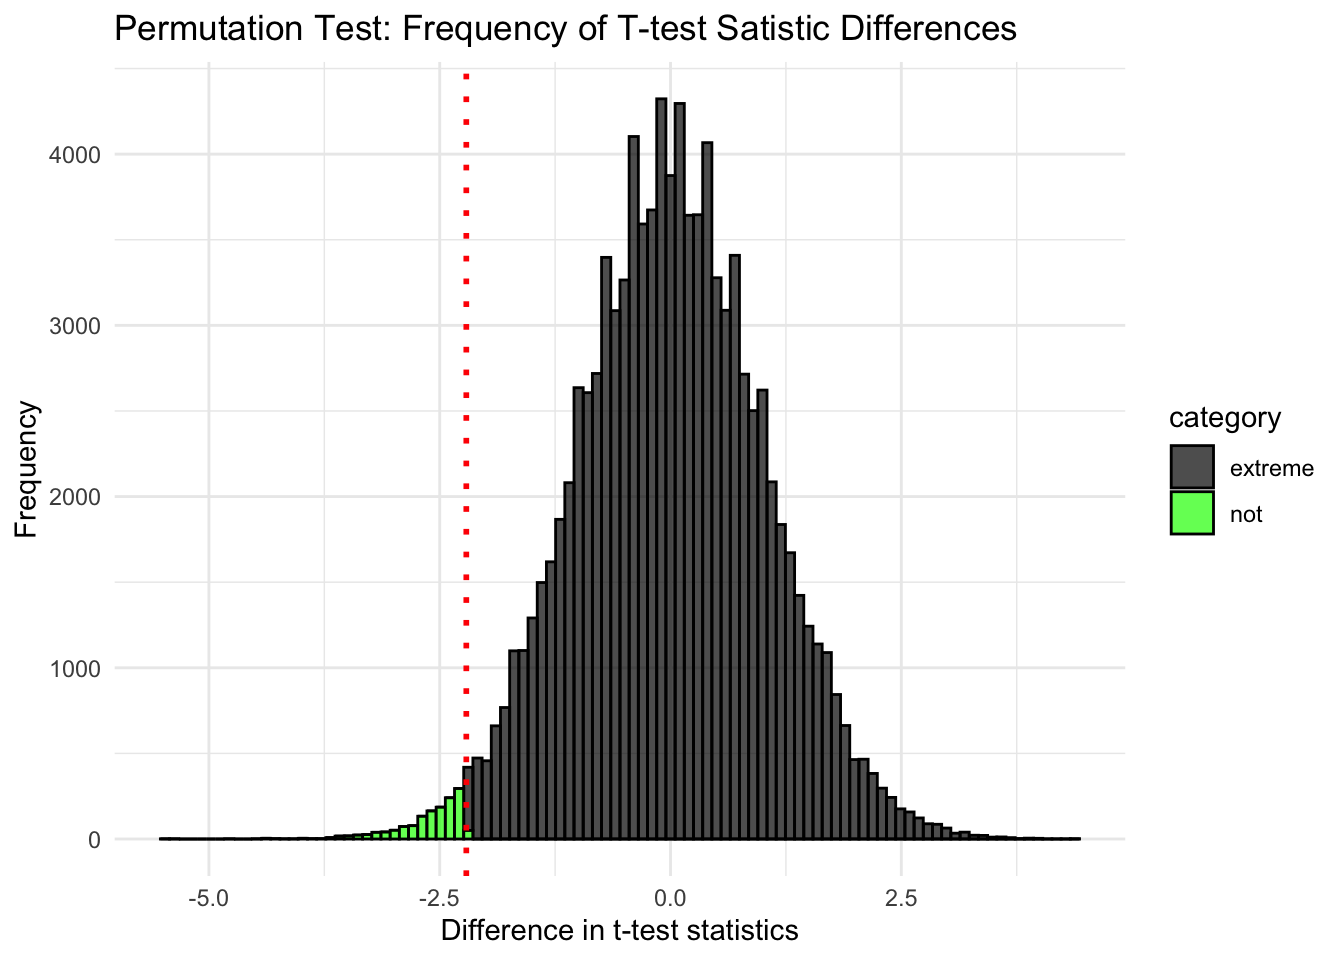 Permutation Test: Frequency of T-test Satistic Differences
Frequency
4000
3000
2000
1000
0
-5.0
-2.5
0.0
2.5
Difference in t-test statistics
category
extreme
not